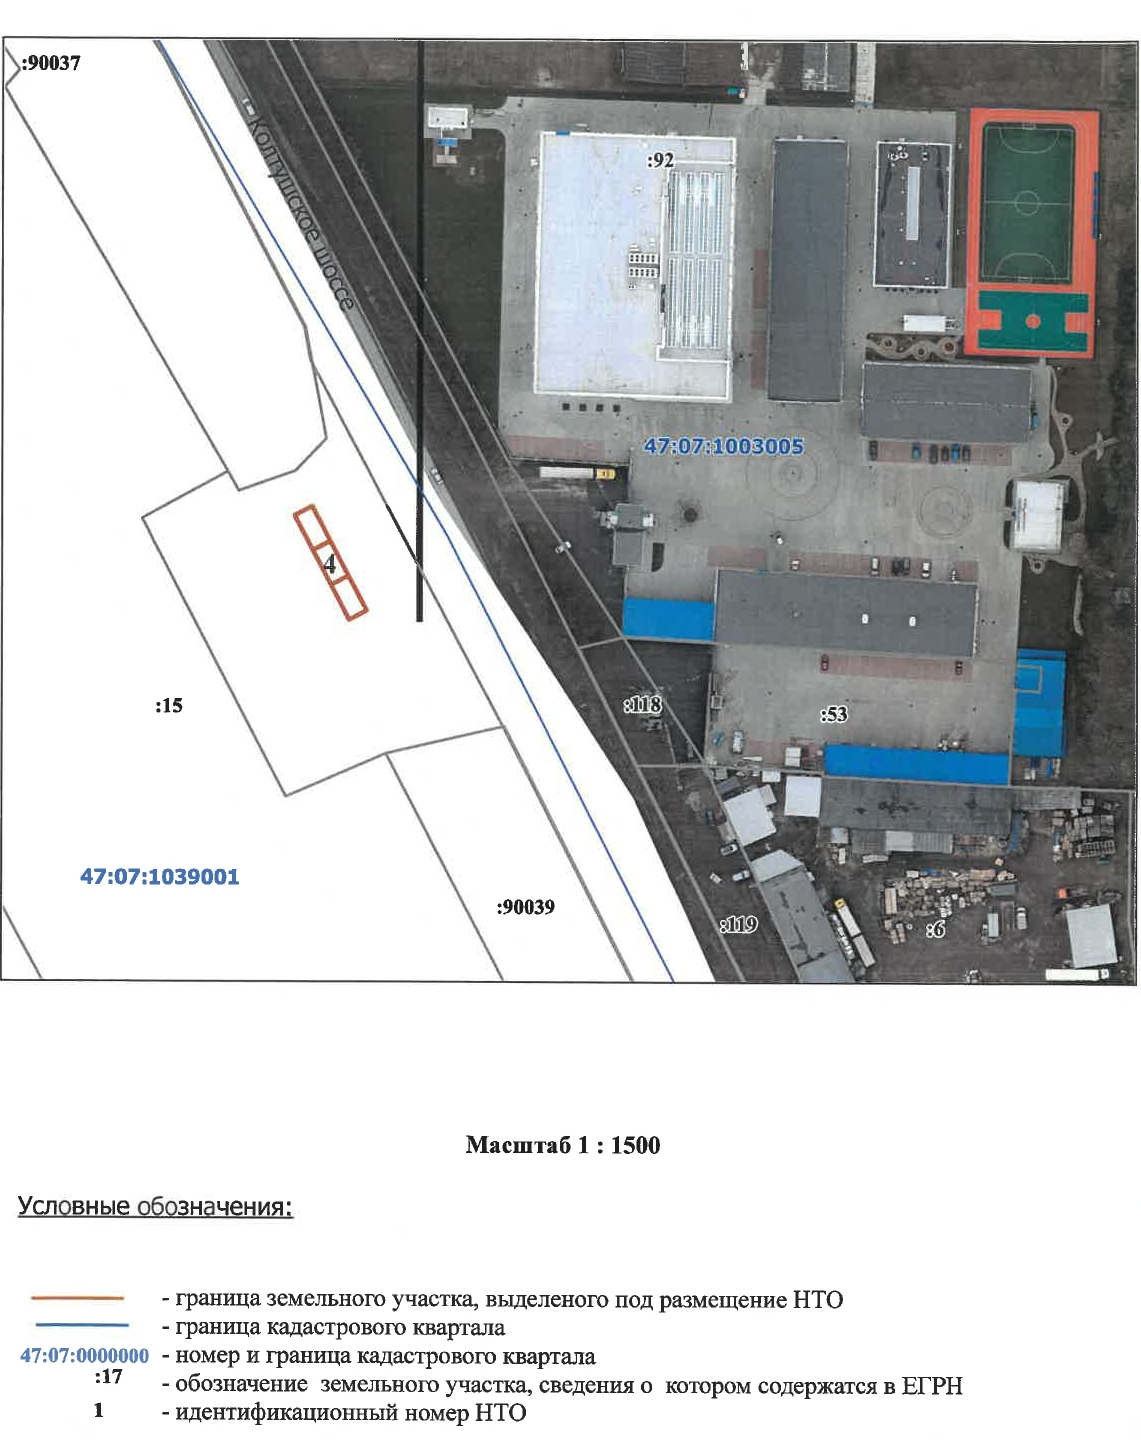 :90037
Колтушское шоссе
:92
47:07:1003005
4
:15
:118
:53
47:07:1039001
:90039
:119
:6
Масштаб 1 : 1500
Условные обозначения:
- граница земельного участка, выделеного под размещение НТО
- граница кадастрового квартала
47:07:0000000 - номер и граница кадастрового квартала
:17 - обозначение земельного участка, сведения о котором содержатся в ЕГРН
1 - идентификационный номер НТО